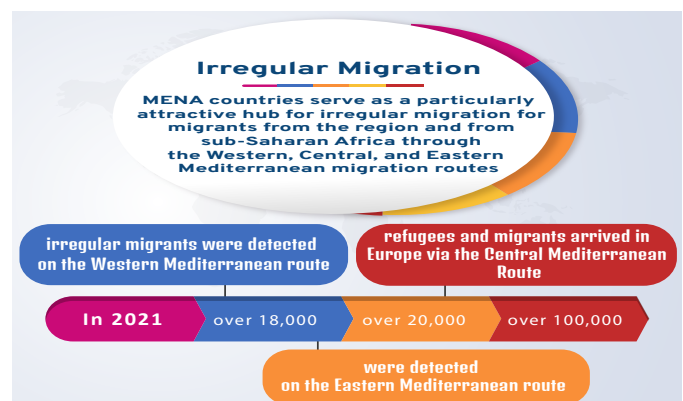 Irregular Migration
MENA countries serve as a particularly
attractive hub for irregular migration for
migrants from the region and from
sub-Saharan Africa through
the Western, Central, and Eastern
Mediterranean migration routes
irregular migrants were detected
on the Western Mediterranean route
refugees and migrants arrived in
Europe via the Central Mediterranean
Route
In 2021
over 18,000
over 20,000
over 100,000
were detected
on the Eastern Mediterranean route